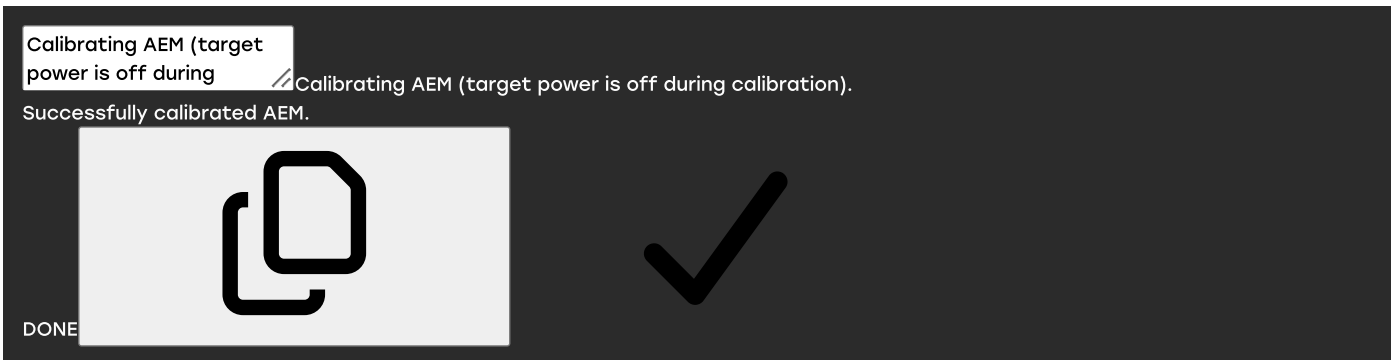 Calibrating AEM (target
power is off during
Calibrating AEM (target power is off during calibration).
Successfully calibrated AEM.
DONE